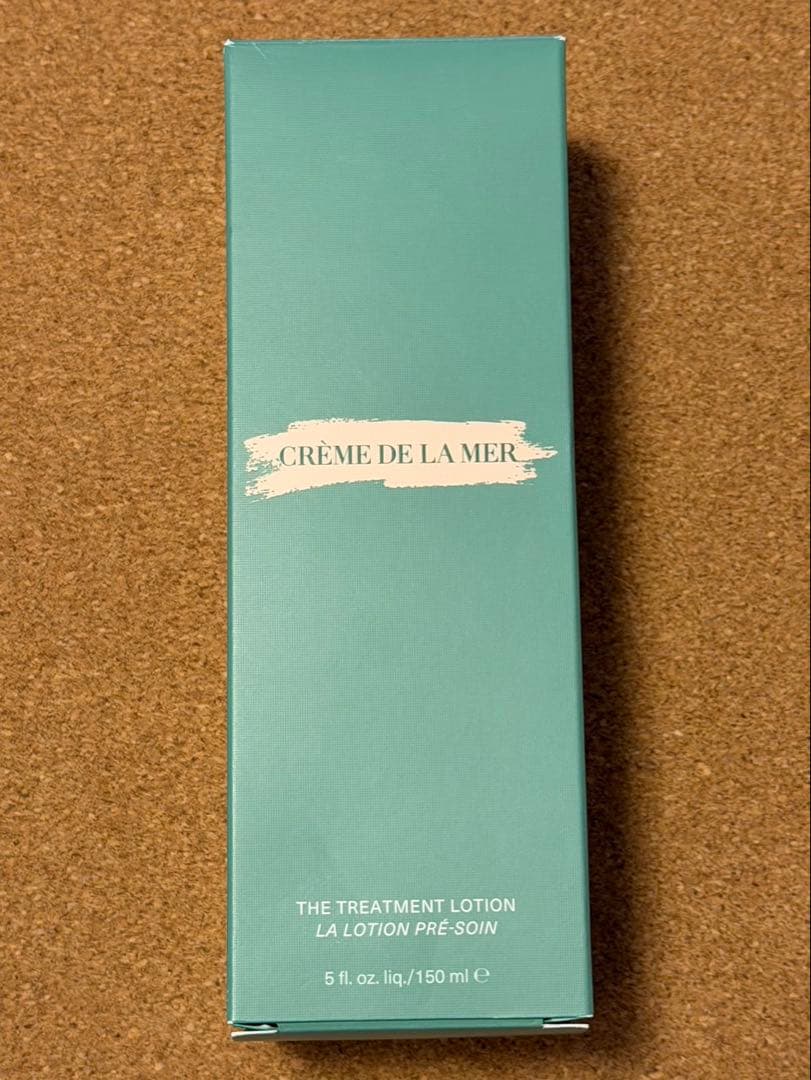 CRÈME DE LA MER
THE TREATMENT LOTION
LA LOTION PRÉ-SOIN
5 fl. oz. liq./150 ml ℮